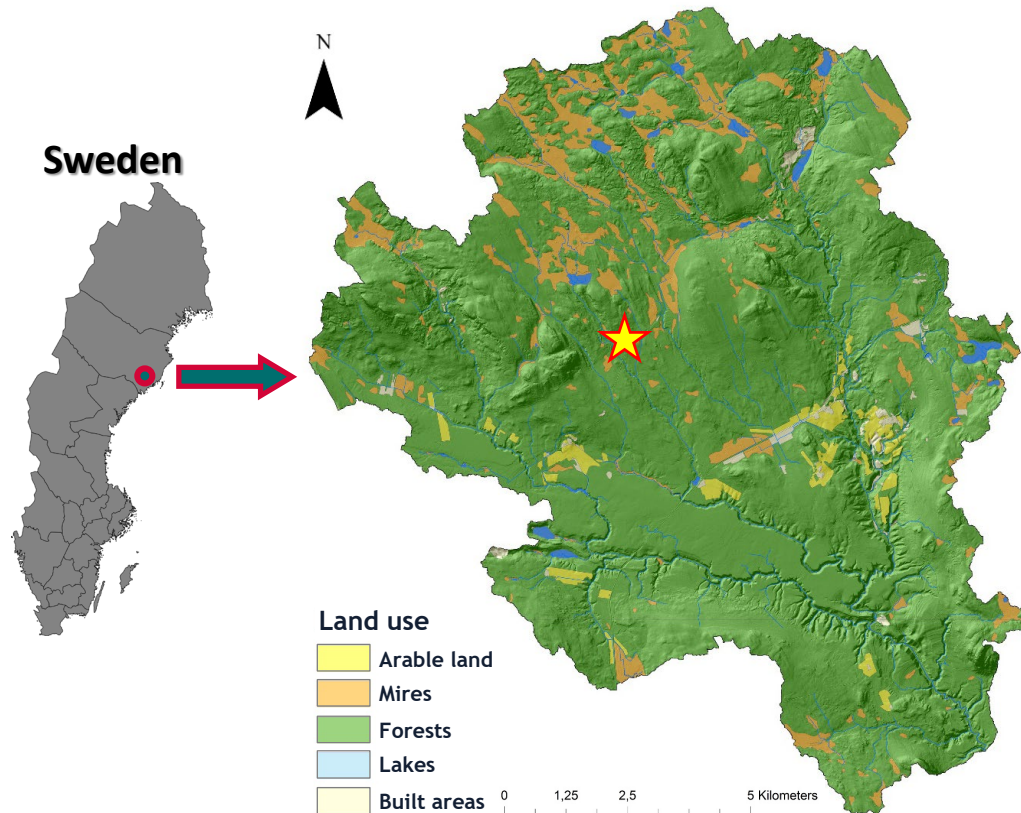 N
Sweden
Land use
Arable land
Mires
Forests
Lakes
Built areas
0 1,25 2,5 5 Kilometers